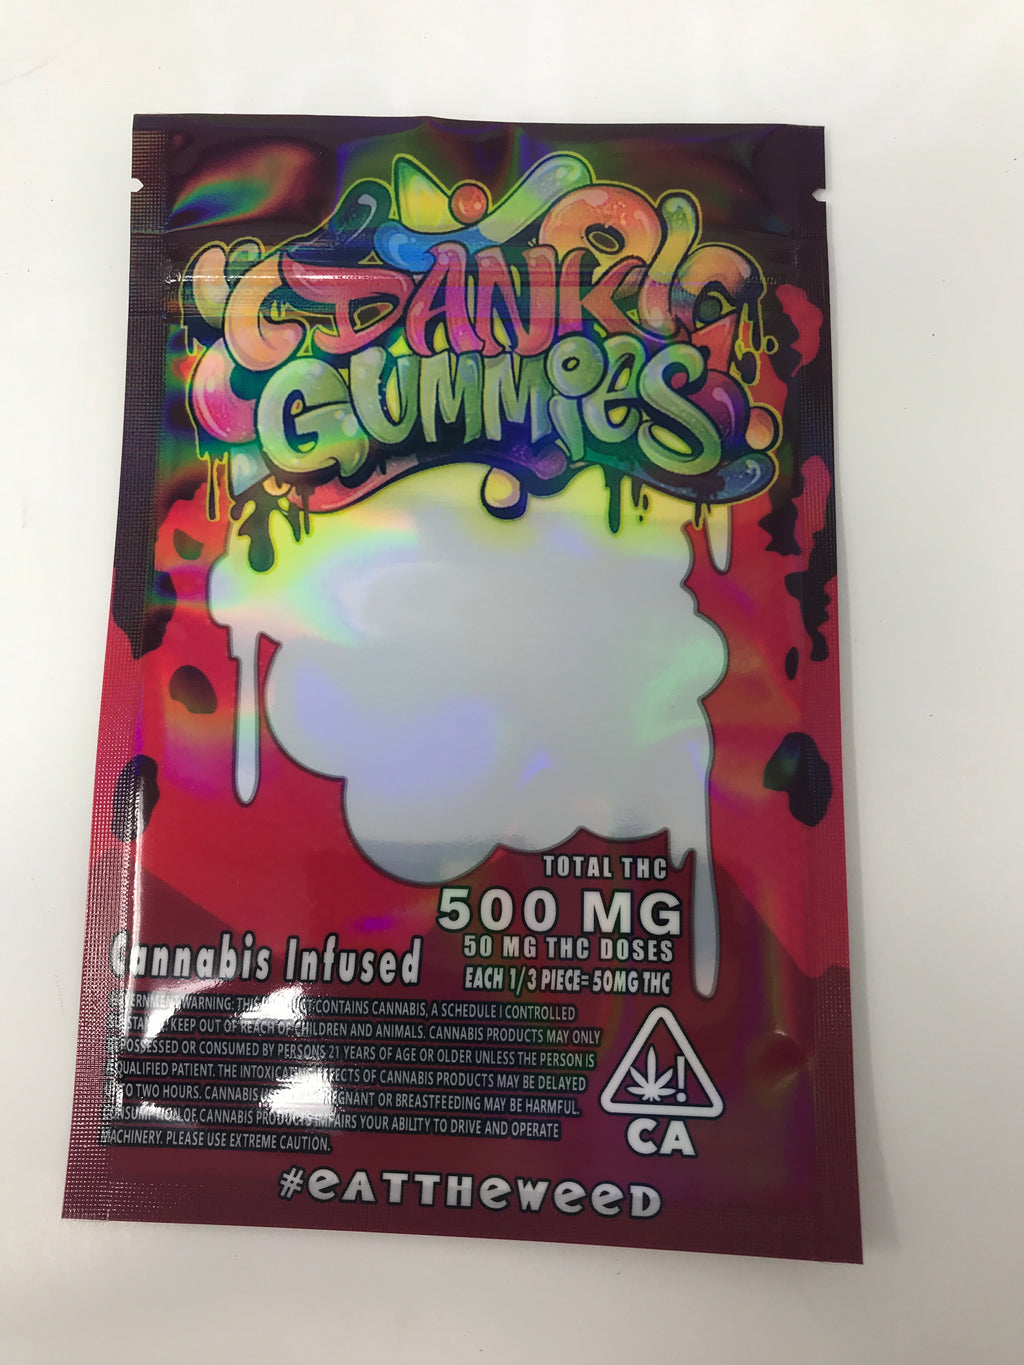 DANK
GUMMIES
TOTAL THC
500 MG
50 MG THC DOSES
EACH 1/3 PIECE= 50MG THC
Cannabis Infused
WARNING: THIS CONTAINS CANNABIS, A SCHEDULE I CONTROLLED
KEEP OUT OF REACH OF CHILDREN AND ANIMALS. CANNABIS PRODUCTS MAY ONLY
POSSESSED OR CONSUMED BY PERSONS 21 YEARS OF AGE OR OLDER UNLESS THE PERSON IS
QUALIFIED PATIENT. THE INTOXICATING EFFECTS OF CANNABIS PRODUCTS MAY BE DELAYED
TO TWO HOURS. CANNABIS PREGNANT OR BREASTFEEDING MAY BE HARMFUL.
OF CANNABIS PRODUCTS IMPAIRS YOUR ABILITY TO DRIVE AND OPERATE
MACHINERY. PLEASE USE EXTREME CAUTION.
!
CA
#EATTHEWEED